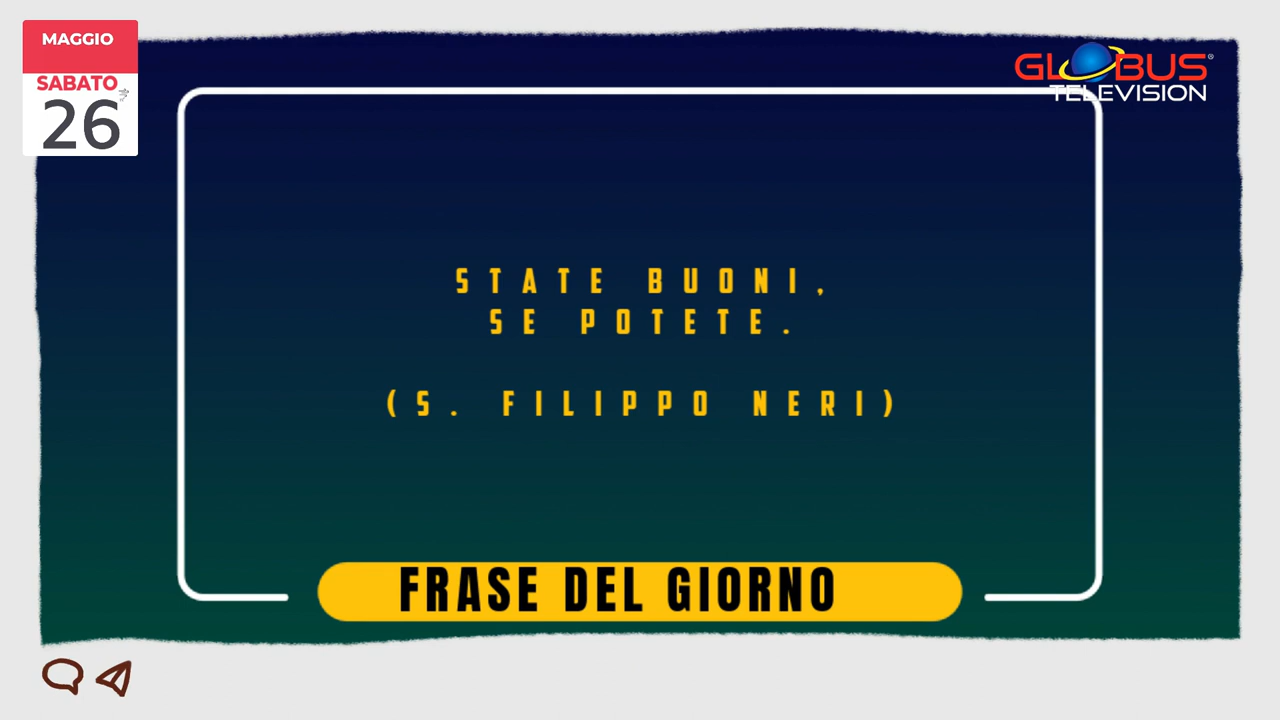 MAGGIO
SABATO
26
GLOBUS®
TELEVISION
STATE BUONI,
SE POTETE.
(S. FILIPPO NERI)
FRASE DEL GIORNO